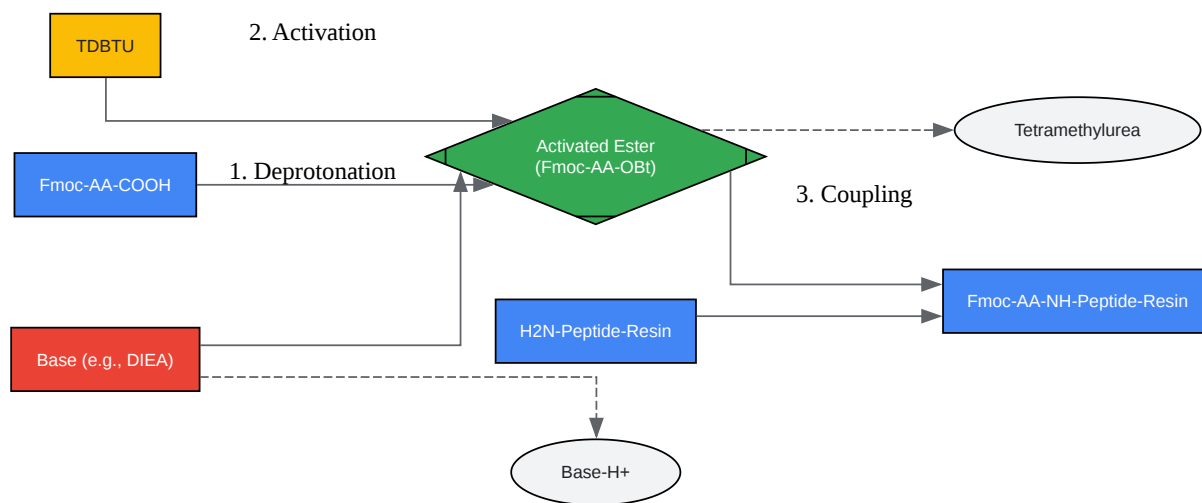 TDBTU
2. Activation
Activated Ester
(Fmoc-AA-OBt)
Tetramethylurea
Fmoc-AA-COOH
1. Deprotonation
3. Coupling
Fmoc-AA-NH-Peptide-Resin
H2N-Peptide-Resin
Base (e.g., DIEA)
Base-H+